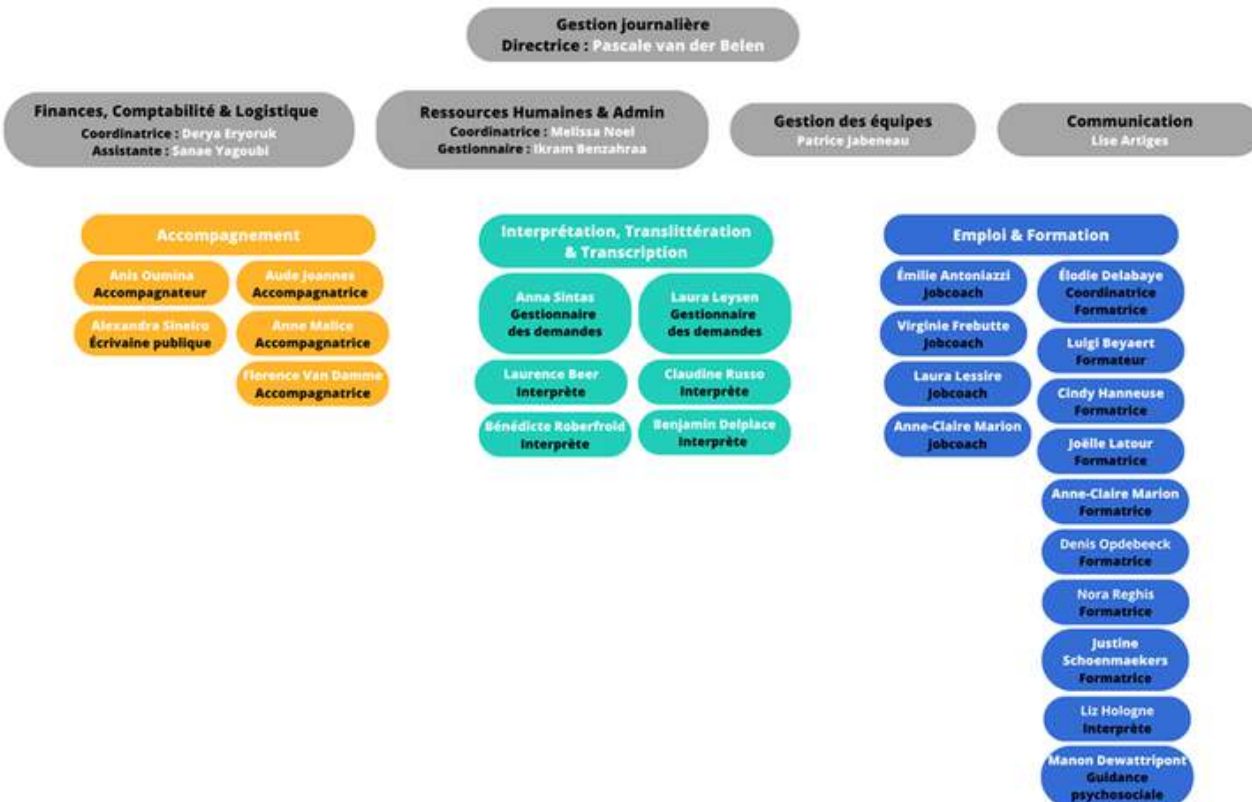 Gestion journalière
Directrice : Pascale van der Belen
Finances, Comptabilité & Logistique
Coordinatrice : Derya Eryoruk
Assistante : Sanae Yagoubi
Ressources Humaines & Admin
Coordinatrice : Melissa Noel
Gestionnaire : Ikram Benzahraa
Gestion des équipes
Patrice Jabeneau
Communication
Lise Artiges
Accompagnement
Anis Oumina
Accompagnateur
Alexandra Sineiro
Écrivaine publique
Aude Joannes
Accompagnatrice
Anne Malice
Accompagnatrice
Florence Van Damme
Accompagnatrice
Interprétation, Translittération
& Transcription
Anna Sintas
Gestionnaire
des demandes
Laura Leysen
Gestionnaire
des demandes
Laurence Beer
Interprète
Claudine Russo
Interprète
Bénédicte Roberfroid
Interprète
Benjamin Delplace
Interprète
Emploi & Formation
Émilie Antoniazzi
Jobcoach
Virginie Frebutte
Jobcoach
Laura Lessire
Jobcoach
Anne-Claire Marion
Jobcoach
Élodie Delabaye
Coordinatrice
Formatrice
Luigi Beyaert
Formateur
Cindy Hanneuse
Formatrice
Joëlle Latour
Formatrice
Anne-Claire Marion
Formatrice
Denis Opdebeeck
Formatrice
Nora Reghis
Formatrice
Justine
Schoenmaekers
Formatrice
Liz Hologne
Interprète
Manon Dewattripont
Guidance
psychosociale